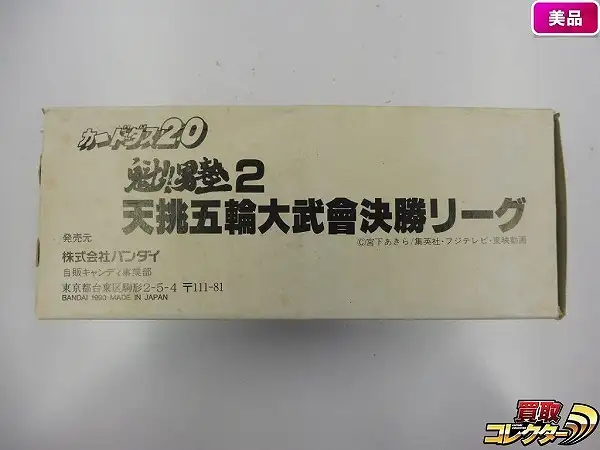 美品
カードダス20
魁!!男塾2
天挑五輪大武會決勝リーグ
©宮下あきら/集英社・フジテレビ・東映動画
発売元
株式会社バンダイ
自販キャンディ事業部
東京都台東区駒形2-5-4 〒111-81
BANDAI 1990 MADE IN JAPAN
買取
コレクター